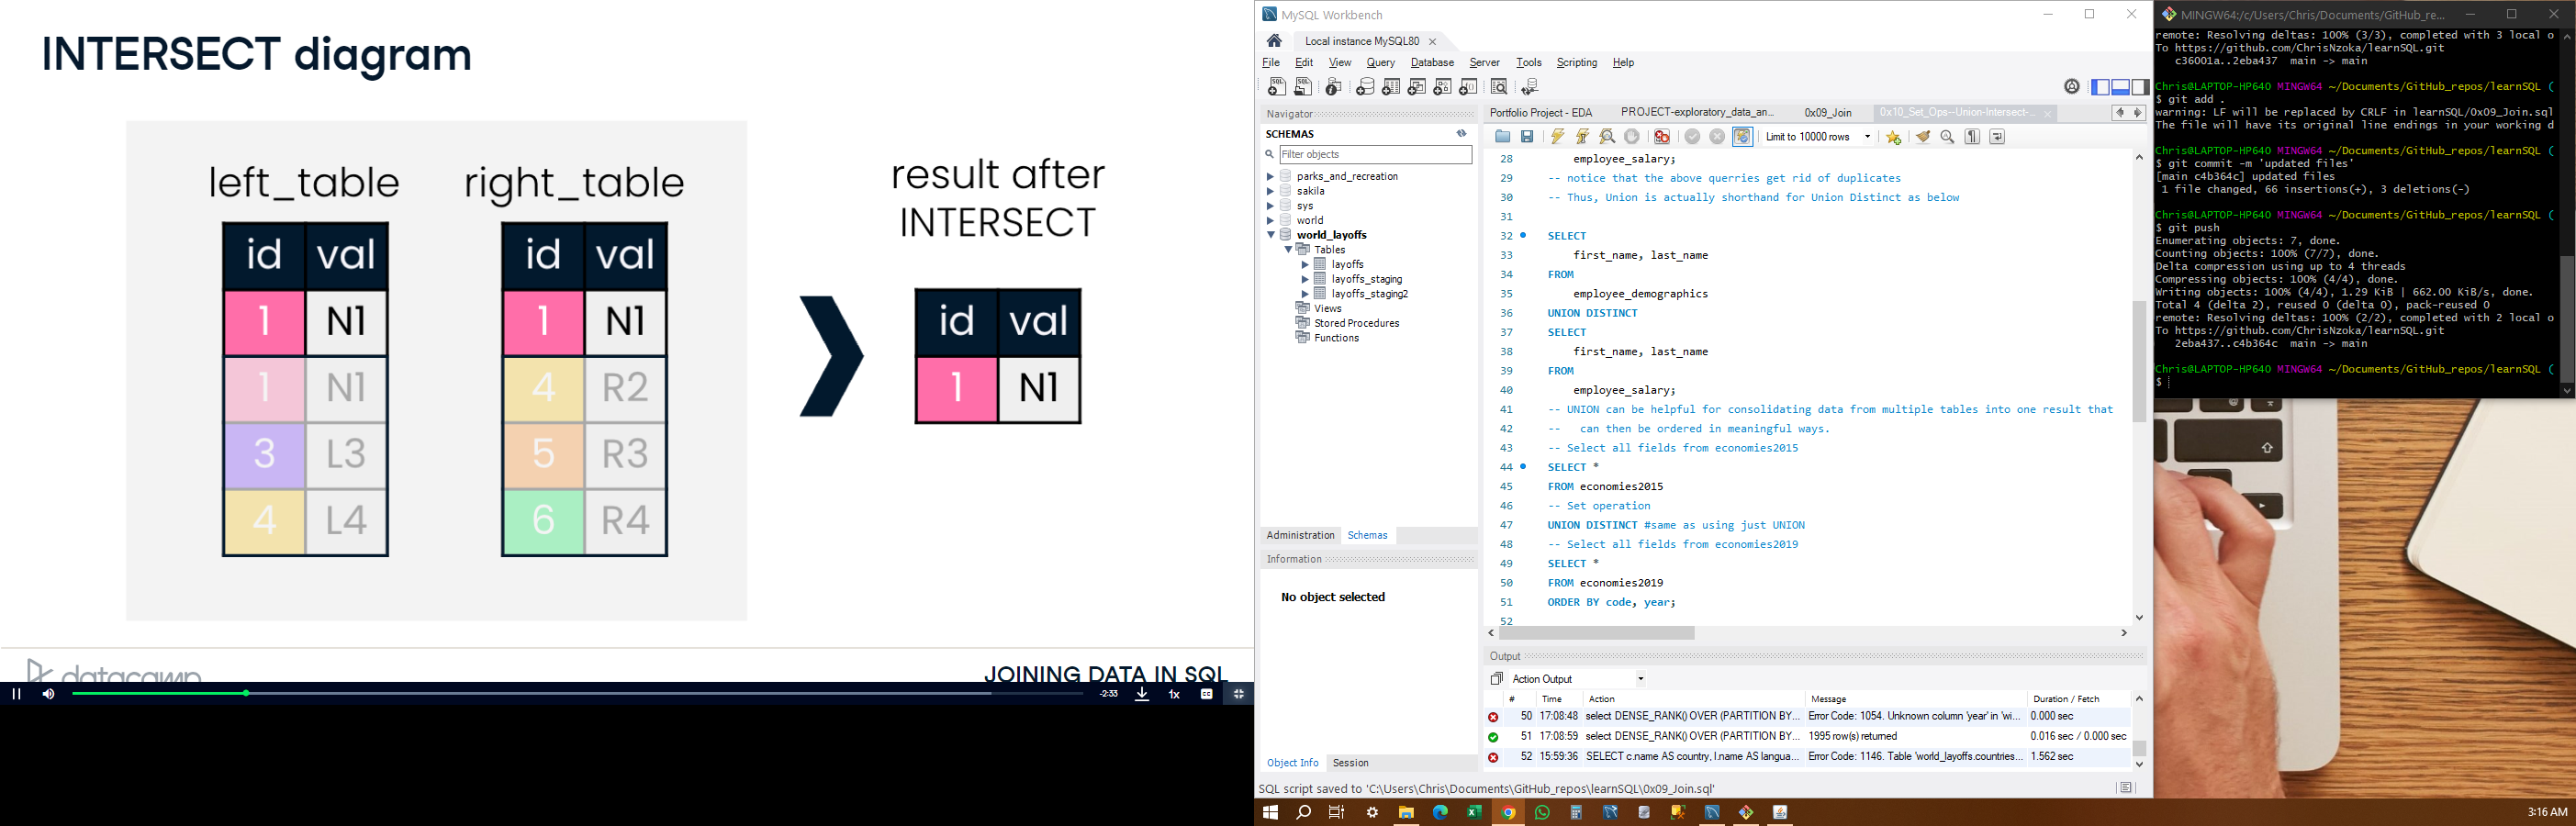 INTERSECT diagram
left_table
right_table
result after
INTERSECT
id val
1 N1
1 N1
3 L3
4 L4
id val
1 N1
4 R2
5 R3
6 R4
id val
1 N1
datacamp
JOINING DATA IN SQL
-2:33
1x
CC
MySQL Workbench
Local instance MySQL80
File Edit View Query Database Server Tools Scripting Help
Navigator
SCHEMAS
Filter objects
parks_and_recreation
sakila
sys
world
world_layoffs
Tables
layoffs
layoffs_staging
layoffs_staging2
Views
Stored Procedures
Functions
Administration Schemas
Information
No object selected
Object Info Session
Portfolio Project - EDA PROJECT-exploratory_data_an... 0x09_Join 0x10_Set_Ops--Union-Intersect-...
Limit to 10000 rows
28 employee_salary;
29 -- notice that the above querries get rid of duplicates
30 -- Thus, Union is actually shorthand for Union Distinct as below
31
32 SELECT
33 first_name, last_name
34 FROM
35 employee_demographics
36 UNION DISTINCT
37 SELECT
38 first_name, last_name
39 FROM
40 employee_salary;
41 -- UNION can be helpful for consolidating data from multiple tables into one result that
42 -- can then be ordered in meaningful ways.
43 -- Select all fields from economies2015
44 SELECT *
45 FROM economies2015
46 -- Set operation
47 UNION DISTINCT #same as using just UNION
48 -- Select all fields from economies2019
49 SELECT *
50 FROM economies2019
51 ORDER BY code, year;
52
Output
Action Output
# Time Action Message Duration / Fetch
50 17:08:48 select DENSE_RANK() OVER (PARTITION BY... Error Code: 1054. Unknown column 'year' in 'wi... 0.000 sec
51 17:08:59 select DENSE_RANK() OVER (PARTITION BY... 1995 row(s) returned 0.016 sec / 0.000 sec
52 15:59:36 SELECT c.name AS country, l.name AS langua... Error Code: 1146. Table 'world_layoffs.countries... 1.562 sec
SQL script saved to 'C:\Users\Chris\Documents\GitHub_repos\learnSQL\0x09_Join.sql'
MINGW64:/c/Users/Chris/Documents/GitHub_re...
remote: Resolving deltas: 100% (3/3), completed with 3 local o
To https://github.com/ChrisNzoka/learnSQL.git
c36001a..2eba437 main -> main
Chris@LAPTOP-HP640 MINGW64 ~/Documents/GitHub_repos/learnSQL (
$ git add .
warning: LF will be replaced by CRLF in learnSQL/0x09_Join.sql
The file will have its original line endings in your working d
Chris@LAPTOP-HP640 MINGW64 ~/Documents/GitHub_repos/learnSQL (
$ git commit -m 'updated files'
[main c4b364c] updated files
1 file changed, 66 insertions(+), 3 deletions(-)
Chris@LAPTOP-HP640 MINGW64 ~/Documents/GitHub_repos/learnSQL (
$ git push
Enumerating objects: 7, done.
Counting objects: 100% (7/7), done.
Delta compression using up to 4 threads
Compressing objects: 100% (4/4), done.
Writing objects: 100% (4/4), 1.29 KiB | 662.00 KiB/s, done.
Total 4 (delta 2), reused 0 (delta 0), pack-reused 0
remote: Resolving deltas: 100% (2/2), completed with 2 local o
To https://github.com/ChrisNzoka/learnSQL.git
2eba437..c4b364c main -> main
Chris@LAPTOP-HP640 MINGW64 ~/Documents/GitHub_repos/learnSQL (
$
3:16 AM